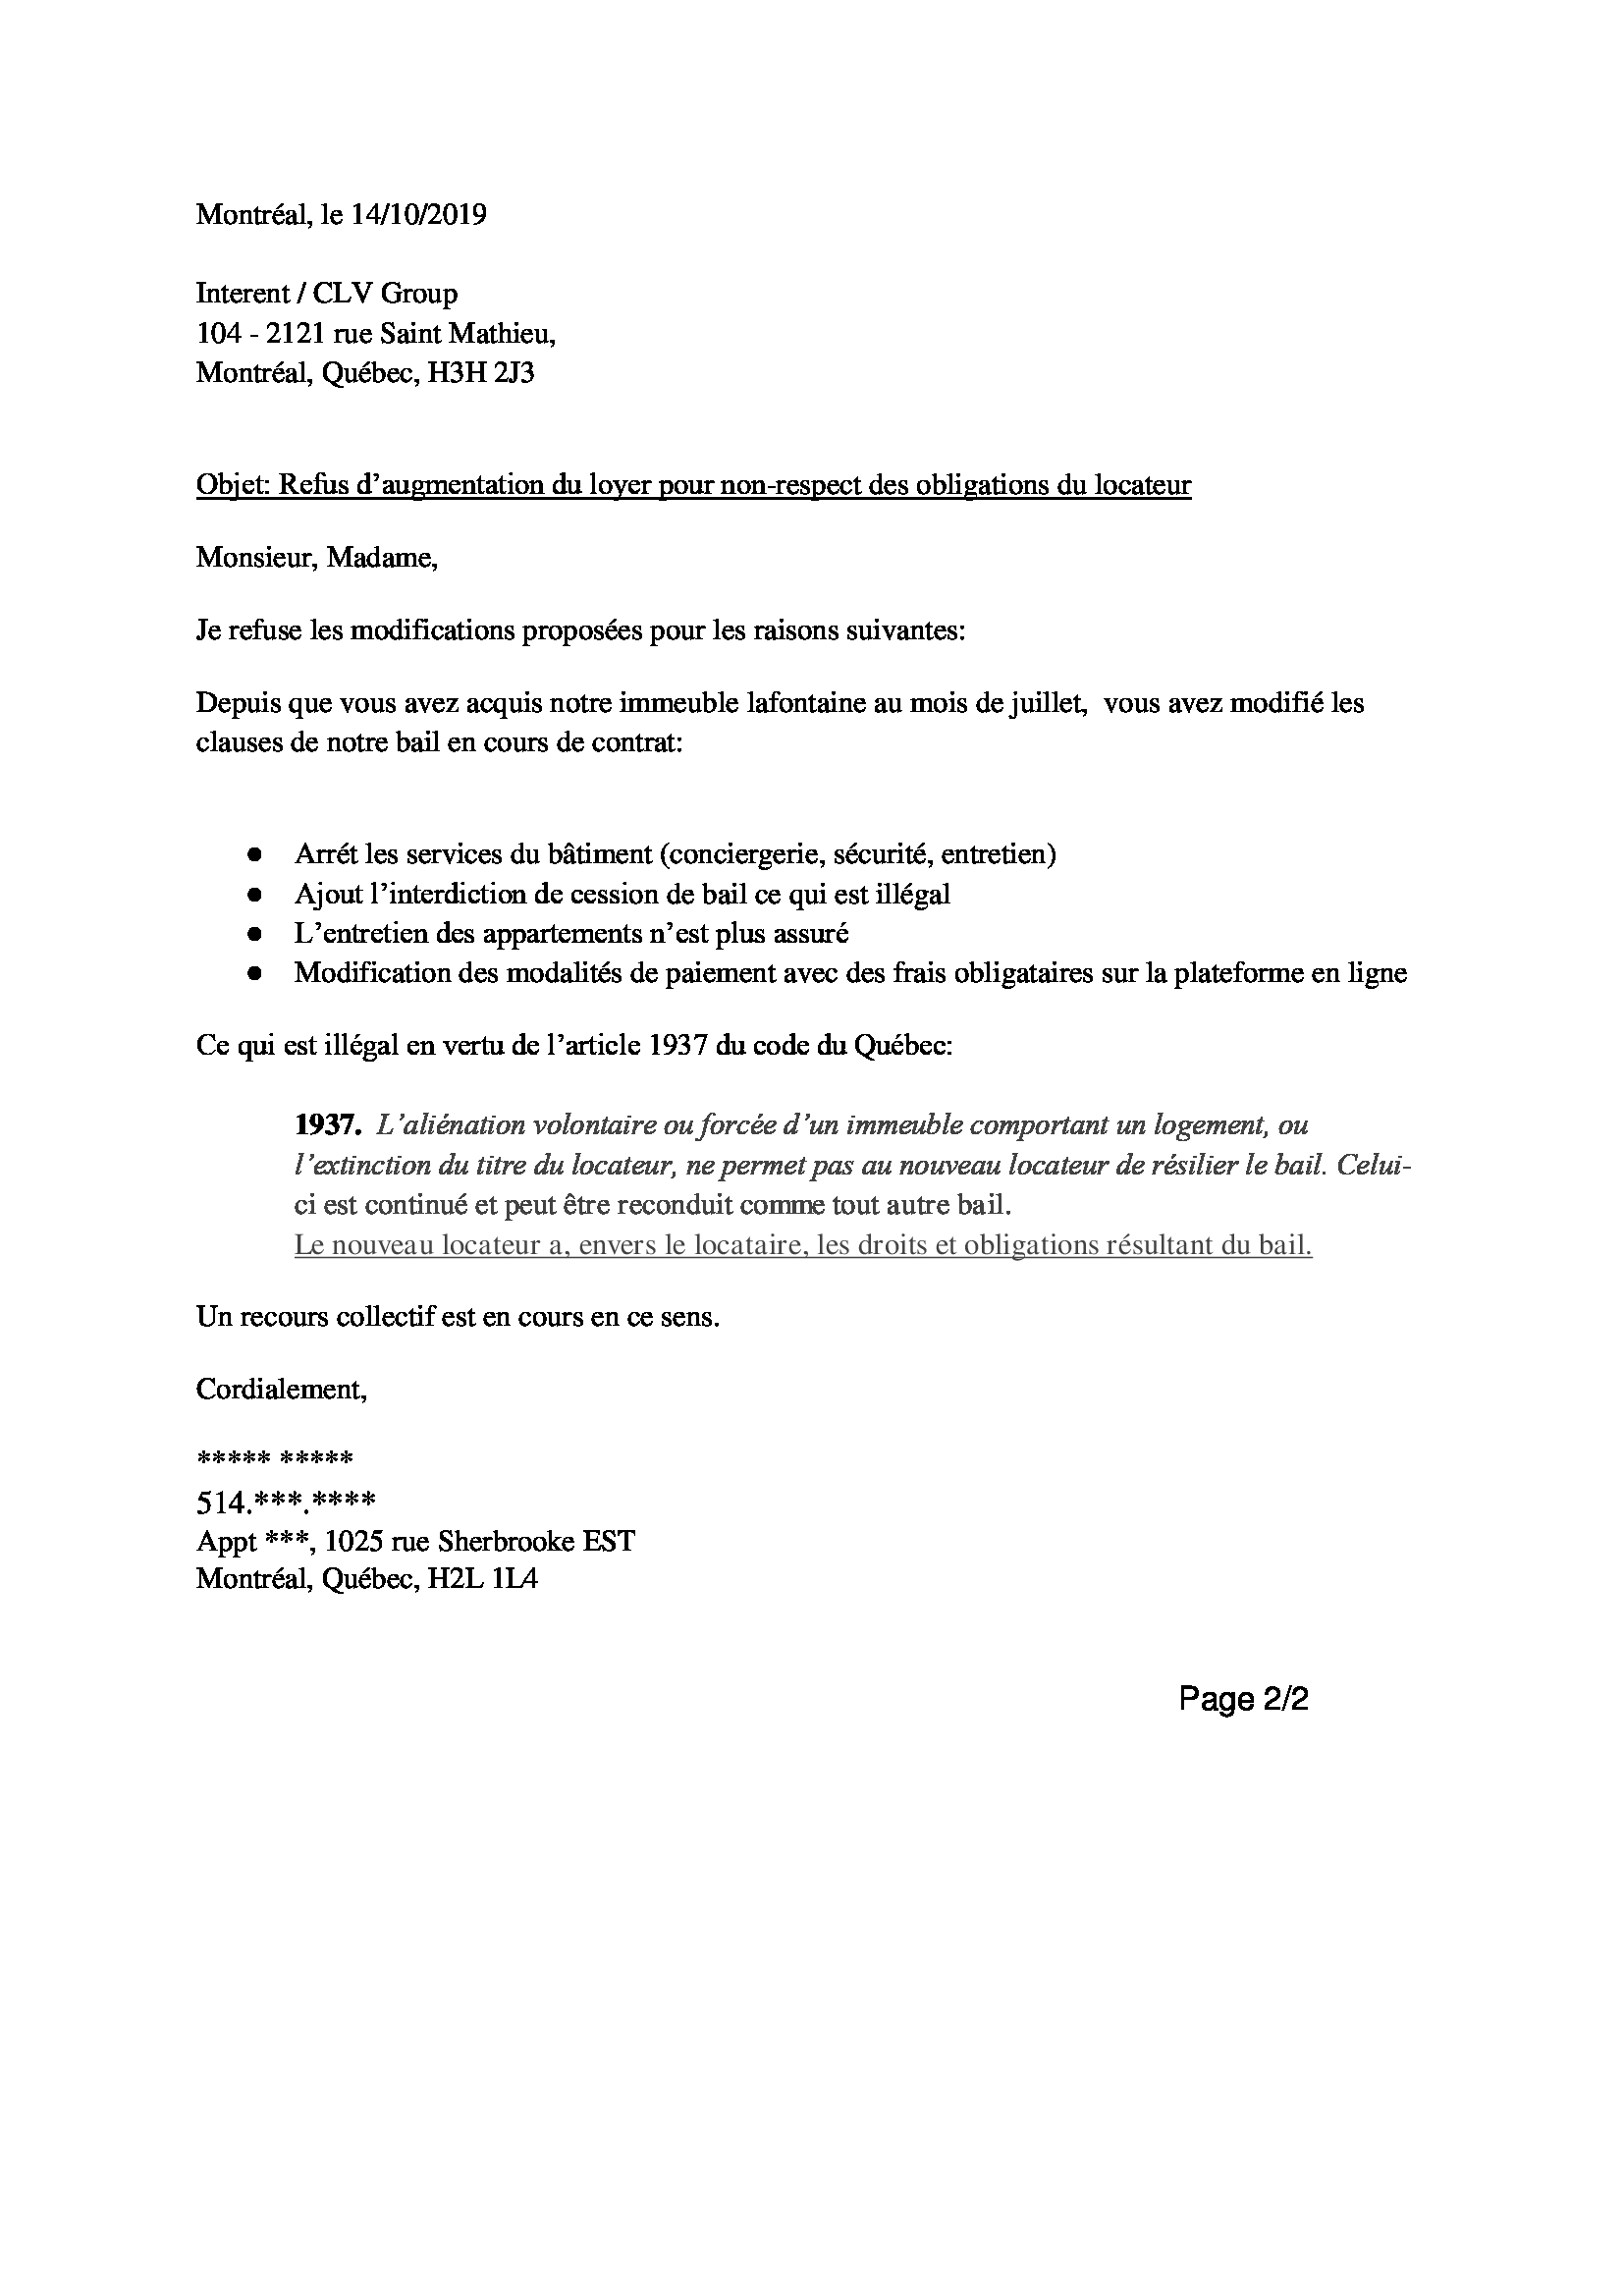 Montréal, le 14/10/2019
Interent / CLV Group
104 - 2121 rue Saint Mathieu,
Montréal, Québec, H3H 2J3
Objet: Refus d’augmentation du loyer pour non-respect des obligations du locateur
Monsieur, Madame,
Je refuse les modifications proposées pour les raisons suivantes:
Depuis que vous avez acquis notre immeuble lafontaine au mois de juillet,  vous avez modifié les
clauses de notre bail en cours de contrat:
● Arrét les services du bâtiment (conciergerie, sécurité, entretien)
● Ajout l’interdiction de cession de bail ce qui est illégal
● L’entretien des appartements n’est plus assuré
● Modification des modalités de paiement avec des frais obligataires sur la plateforme en ligne
Ce qui est illégal en vertu de l’article 1937 du code du Québec:
1937. L’aliénation volontaire ou forcée d’un immeuble comportant un logement, ou
l’extinction du titre du locateur, ne permet pas au nouveau locateur de résilier le bail. Celui-
ci est continué et peut être reconduit comme tout autre bail.
Le nouveau locateur a, envers le locataire, les droits et obligations résultant du bail.
Un recours collectif est en cours en ce sens.
Cordialement,
***** *****
514.***.****
Appt ***, 1025 rue Sherbrooke EST
Montréal, Québec, H2L 1L4
Page 2/2